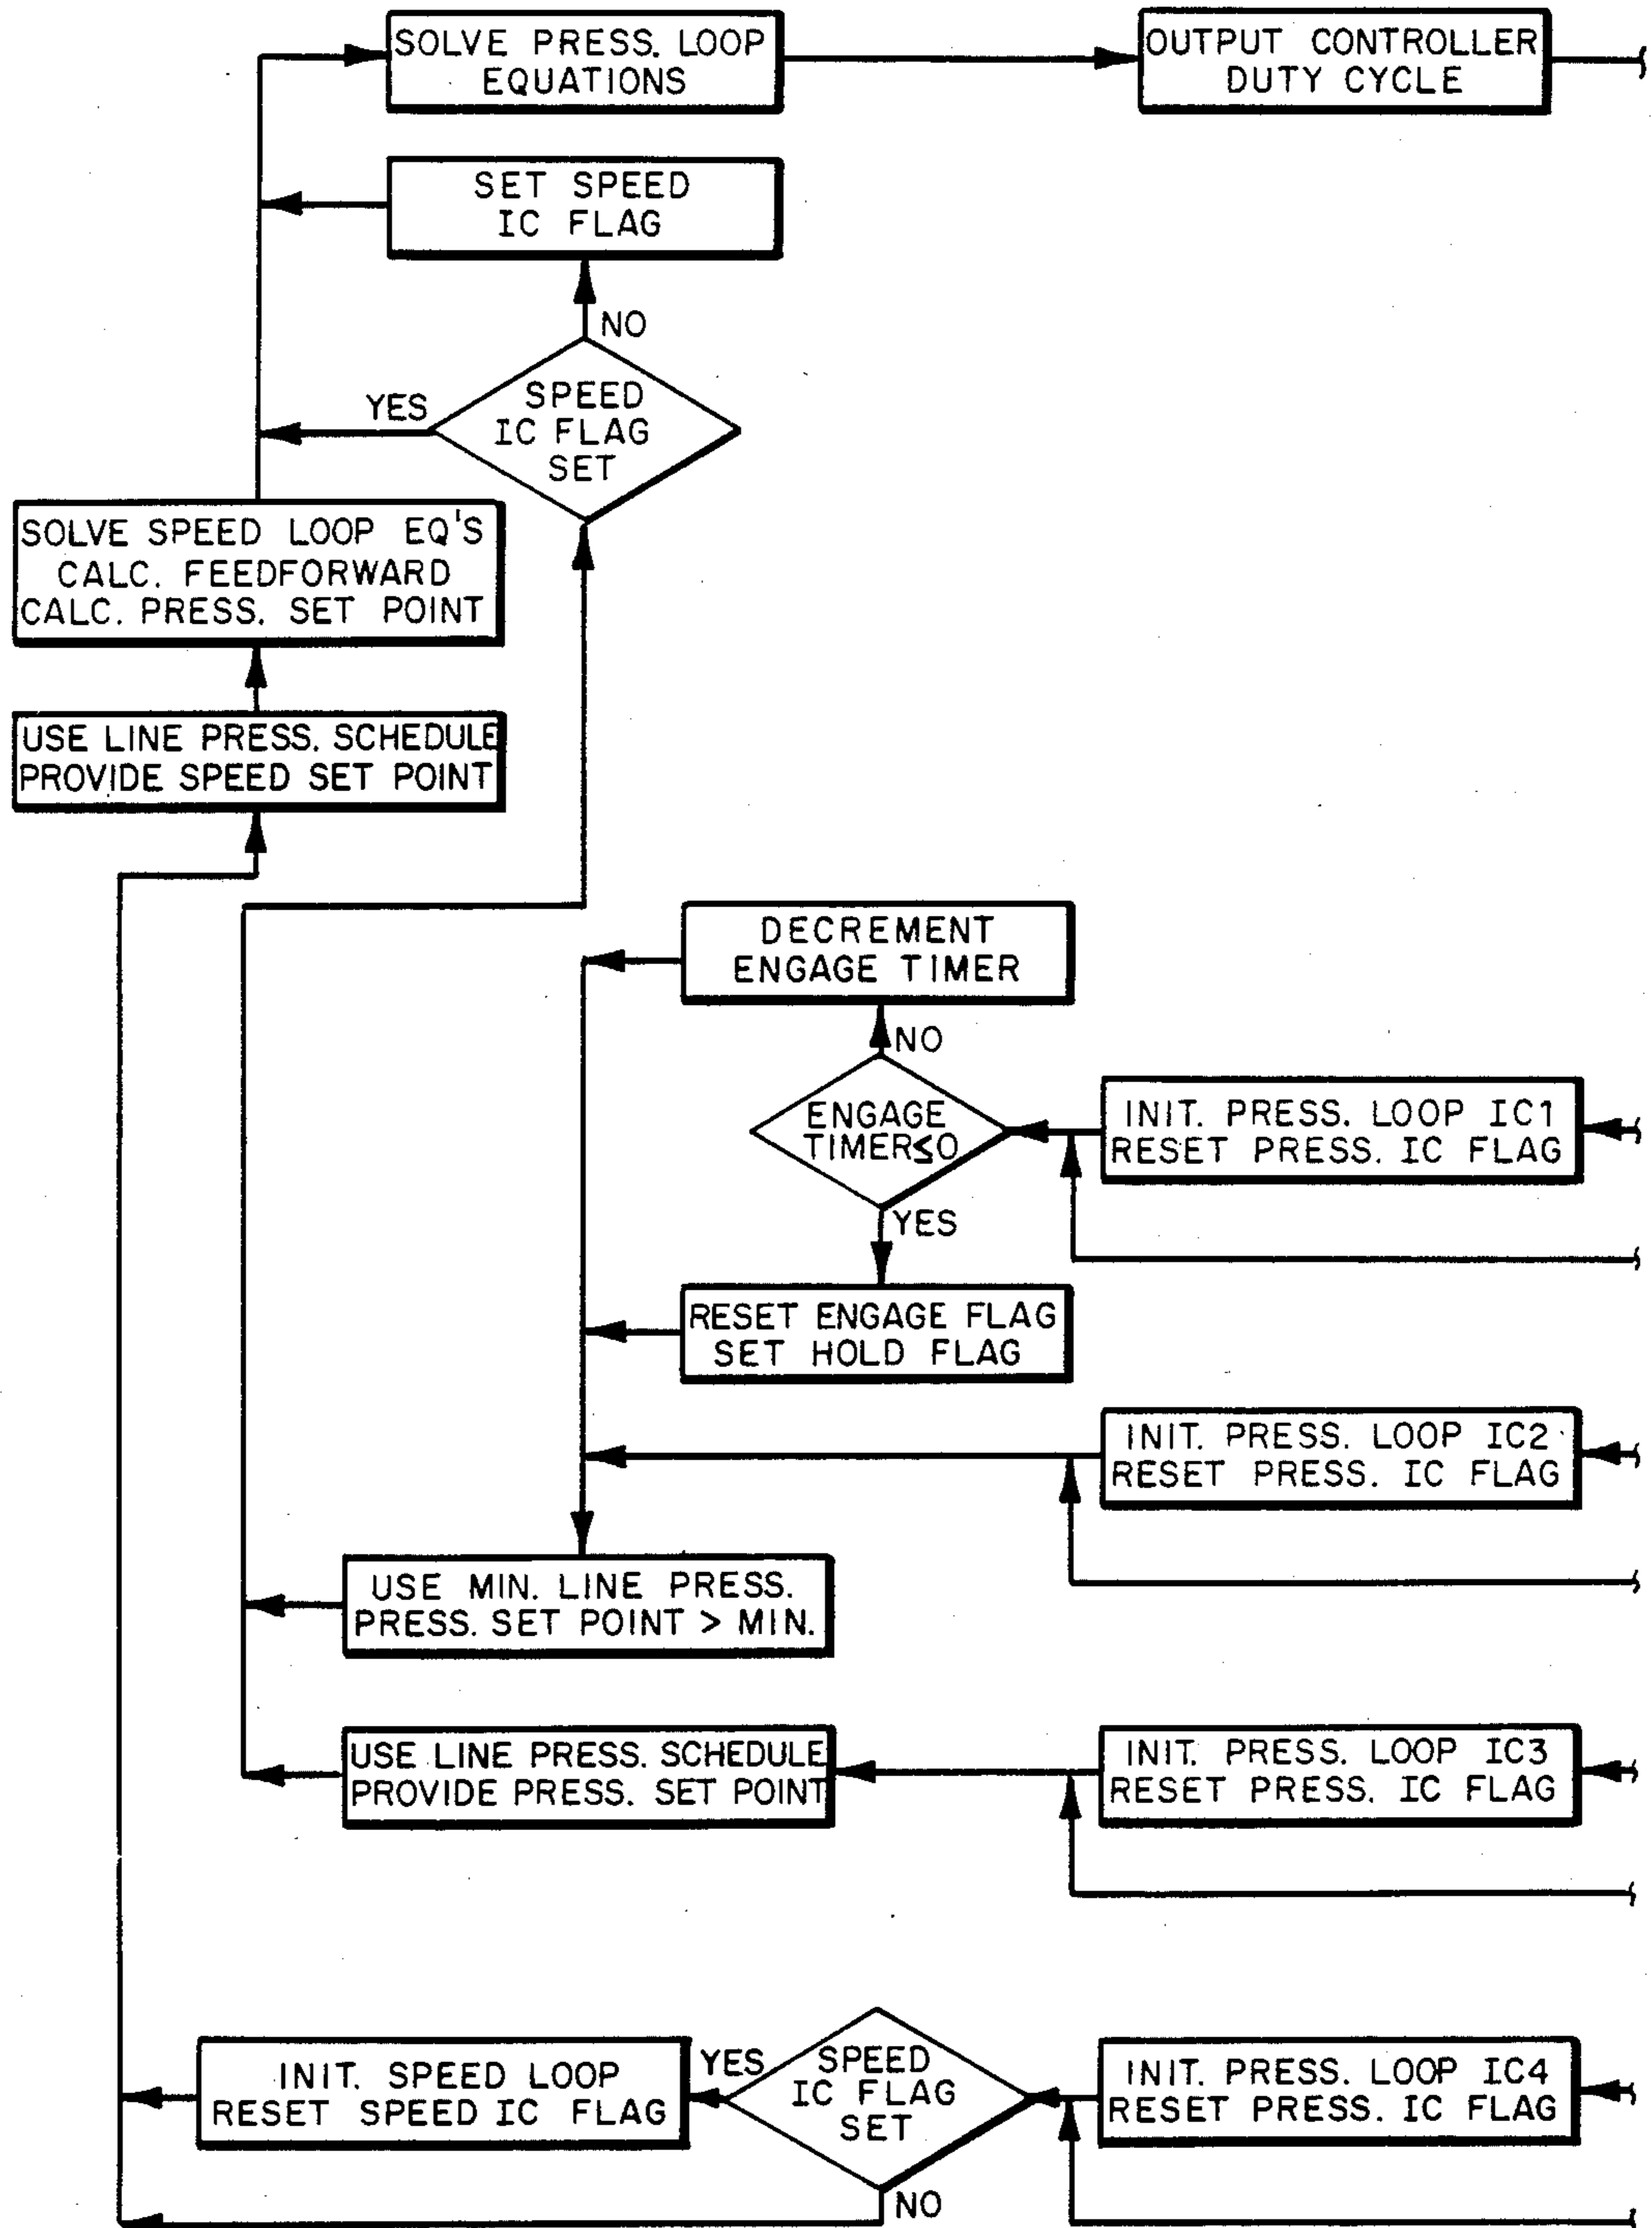 SOLVE PRESS. LOOP
EQUATIONS
OUTPUT CONTROLLER
DUTY CYCLE
SET SPEED
IC FLAG
NO
YES
SPEED
IC FLAG
SET
SOLVE SPEED LOOP EQ'S
CALC. FEEDFORWARD
CALC. PRESS. SET POINT
USE LINE PRESS. SCHEDULE
PROVIDE SPEED SET POINT
DECREMENT
ENGAGE TIMER
NO
ENGAGE
TIMER≤0
INIT. PRESS. LOOP IC1
RESET PRESS. IC FLAG
YES
RESET ENGAGE FLAG
SET HOLD FLAG
INIT. PRESS. LOOP IC2
RESET PRESS. IC FLAG
USE MIN. LINE PRESS.
PRESS. SET POINT > MIN.
USE LINE PRESS. SCHEDULE
PROVIDE PRESS. SET POINT
INIT. PRESS. LOOP IC3
RESET PRESS. IC FLAG
INIT. SPEED LOOP
RESET SPEED IC FLAG
YES
SPEED
IC FLAG
SET
INIT. PRESS. LOOP IC4
RESET PRESS. IC FLAG
NO